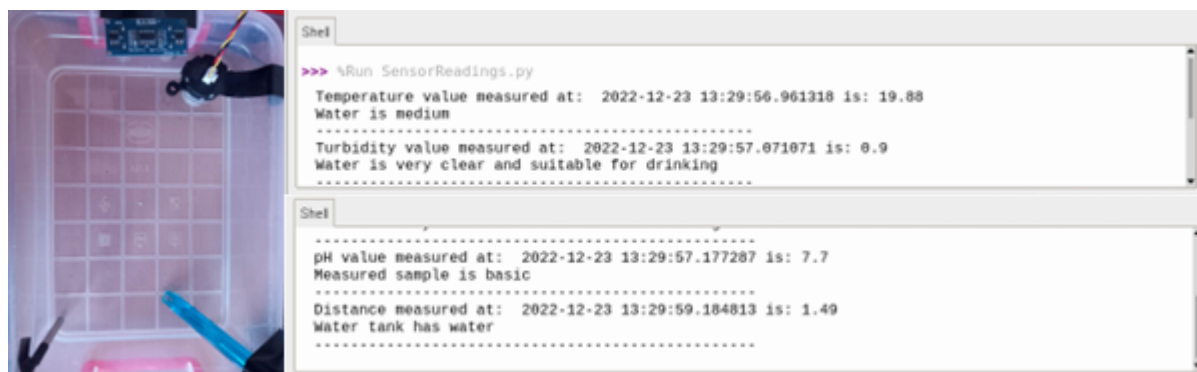 Shell
>>> %Run SensorReadings.py
Temperature value measured at: 2022-12-23 13:29:56.961318 is: 19.88
Water is medium
-------------------------------------------------
Turbidity value measured at: 2022-12-23 13:29:57.071071 is: 0.9
Water is very clear and suitable for drinking
-------------------------------------------------
Shell
-------------------------------------------------
pH value measured at: 2022-12-23 13:29:57.177287 is: 7.7
Measured sample is basic
-------------------------------------------------
Distance measured at: 2022-12-23 13:29:59.184813 is: 1.49
Water tank has water
-------------------------------------------------